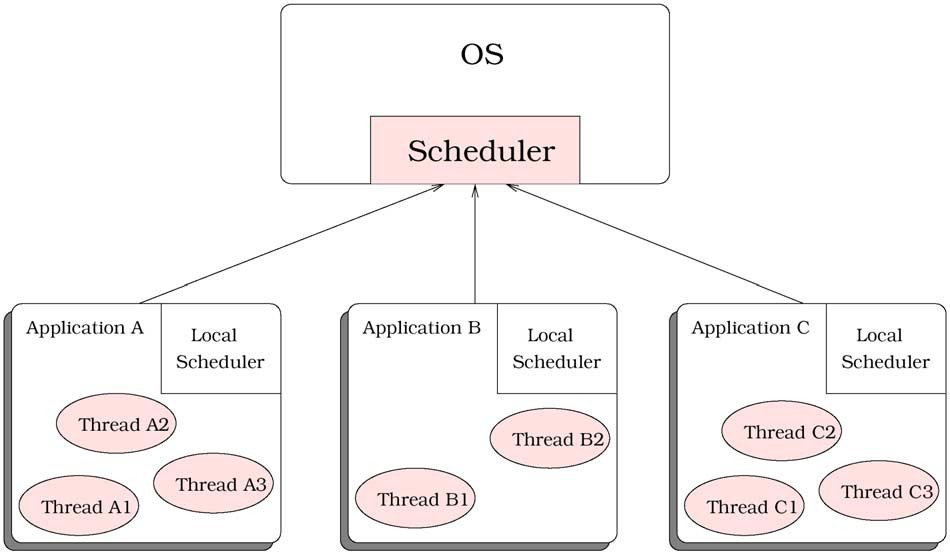 OS
Scheduler
Application A
Local
Scheduler
Thread A2
Thread A3
Thread A1
Application B
Local
Scheduler
Thread B2
Thread B1
Application C
Local
Scheduler
Thread C2
Thread C3
Thread C1